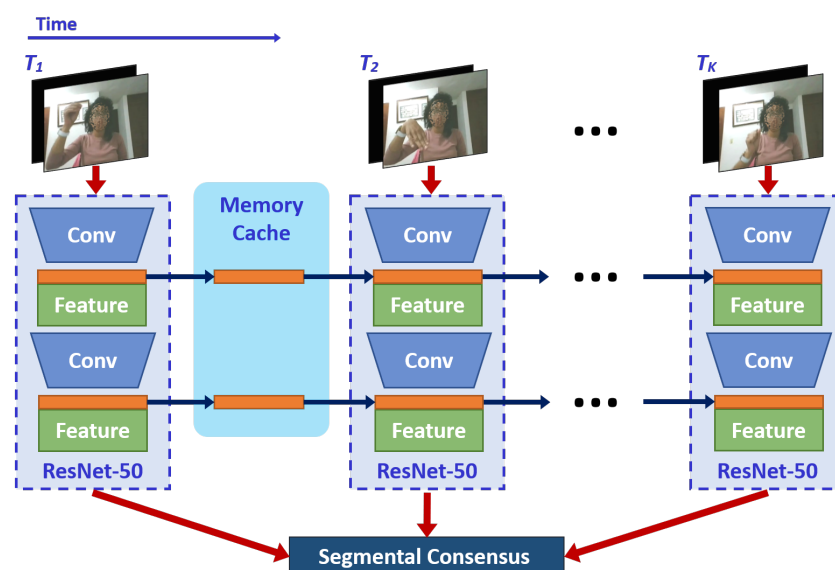 Time
T1
T2
TK
Memory
Cache
Conv
Conv
Conv
Feature
Feature
Feature
Conv
Conv
Conv
Feature
Feature
Feature
ResNet-50
ResNet-50
ResNet-50
Segmental Consensus